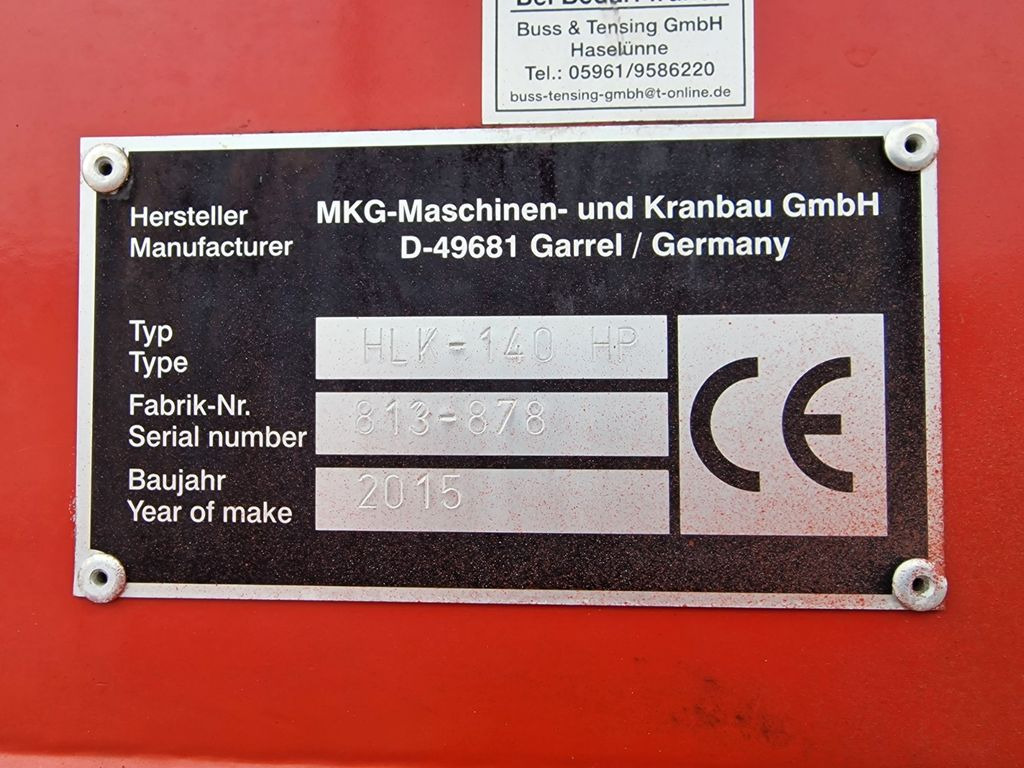 Buss & Tensing GmbH
Haselünne
Tel.: 05961/9586220
buss-tensing-gmbh@t-online.de
Hersteller
Manufacturer
MKG-Maschinen- und Kranbau GmbH
D-49681 Garrel / Germany
Typ
Type
HLK-140 HP
Fabrik-Nr.
Serial number
813-878
Baujahr
Year of make
2015
CE